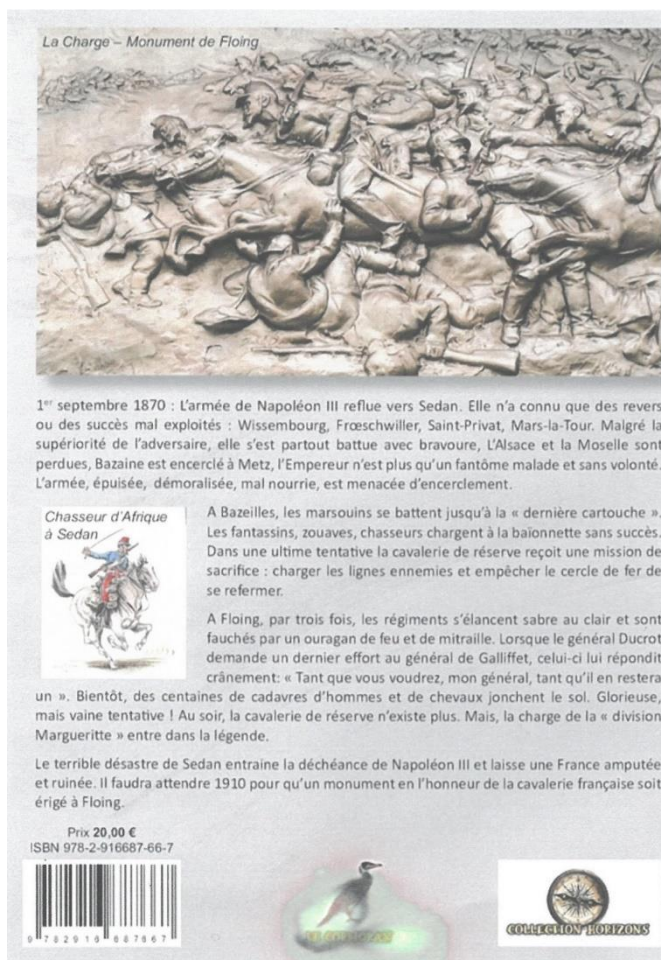 La Charge – Monument de Floing
1er septembre 1870 : L'armée de Napoléon III reflue vers Sedan. Elle n'a connu que des revers
ou des succès mal exploités : Wissembourg, Frœschwiller, Saint-Privat, Mars-la-Tour. Malgré la
supériorité de l'adversaire, elle s'est partout battue avec bravoure, L'Alsace et la Moselle sont
perdues, Bazaine est encerclé à Metz, l'Empereur n'est plus qu'un fantôme malade et sans volonté.
L'armée, épuisée, démoralisée, mal nourrie, est menacée d'encerclement.
Chasseur d'Afrique
à Sedan
A Bazeilles, les marsouins se battent jusqu'à la « dernière cartouche ».
Les fantassins, zouaves, chasseurs chargent à la baïonnette sans succès.
Dans une ultime tentative la cavalerie de réserve reçoit une mission de
sacrifice : charger les lignes ennemies et empêcher le cercle de fer de
se refermer.
A Floing, par trois fois, les régiments s'élancent sabre au clair et sont
fauchés par un ouragan de feu et de mitraille. Lorsque le général Ducrot
demande un dernier effort au général de Galliffet, celui-ci lui répondit
crânement: « Tant que vous voudrez, mon général, tant qu'il en restera
un ». Bientôt, des centaines de cadavres d'hommes et de chevaux jonchent le sol. Glorieuse,
mais vaine tentative ! Au soir, la cavalerie de réserve n'existe plus. Mais, la charge de la « division
Margueritte » entre dans la légende.
Le terrible désastre de Sedan entraine la déchéance de Napoléon III et laisse une France amputée
et ruinée. Il faudra attendre 1910 pour qu'un monument en l'honneur de la cavalerie française soit
érigé à Floing.
Prix 20,00 €
ISBN 978-2-916687-66-7
9 782916 687667
COLLECTION HORIZONS